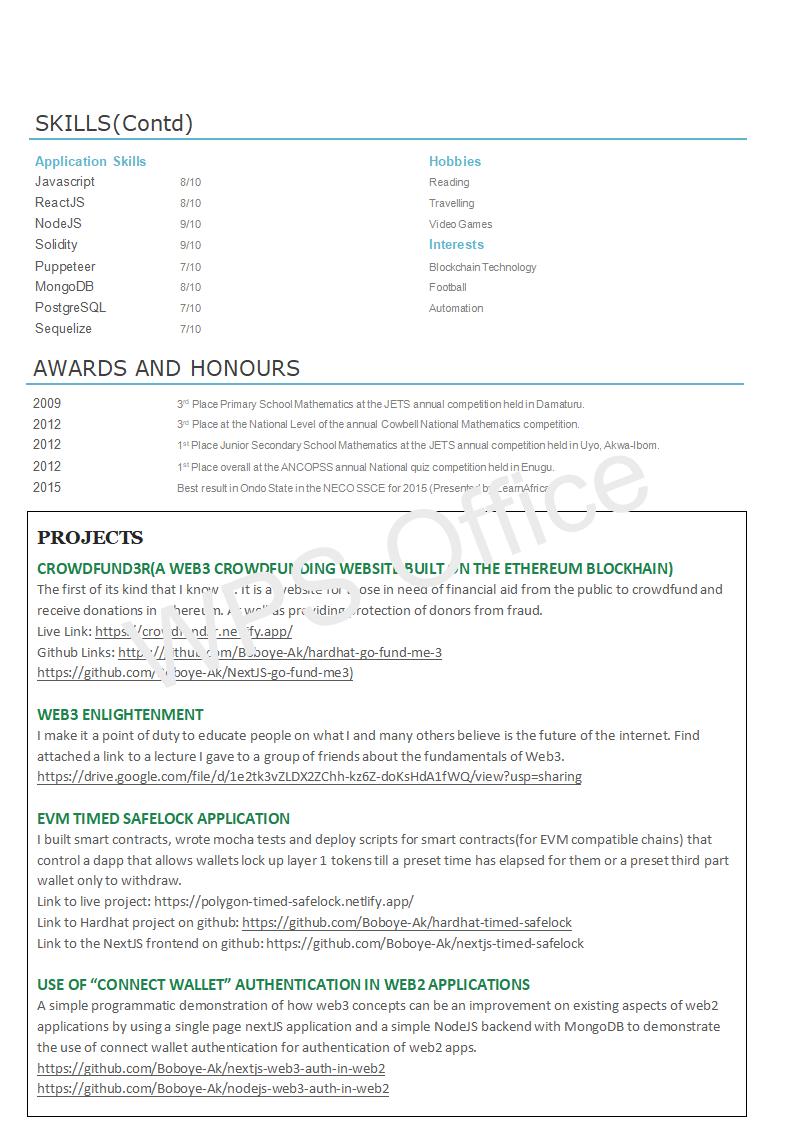 SKILLS(Contd)
Application Skills
Javascript 8/10
ReactJS 8/10
NodeJS 9/10
Solidity 9/10
Puppeteer 7/10
MongoDB 8/10
PostgreSQL 7/10
Sequelize 7/10
Hobbies
Reading
Travelling
Video Games
Interests
Blockchain Technology
Football
Automation
AWARDS AND HONOURS
2009 3rd Place Primary School Mathematics at the JETS annual competition held in Damaturu.
2012 3rd Place at the National Level of the annual Cowbell National Mathematics competition.
2012 1st Place Junior Secondary School Mathematics at the JETS annual competition held in Uyo, Akwa-Ibom.
2012 1st Place overall at the ANCOPSS annual National quiz competition held in Enugu.
2015 Best result in Ondo State in the NECO SSCE for 2015 (Presented by LearnAfrica
PROJECTS
CROWDFUND3R(A WEB3 CROWDFUNDING WEBSITE BUILT ON THE ETHEREUM BLOCKHAIN)
The first of its kind that I know It is a website for those in need of financial aid from the public to crowdfund and
receive donations in ethereum. As well as providing protection of donors from fraud.
Live Link:
Github Links: https://github.com/Boboye-Ak/hardhat-go-fund-me-3
https://github.com/Boboye-Ak/NextJS-go-fund-me3)
WEB3 ENLIGHTENMENT
I make it a point of duty to educate people on what I and many others believe is the future of the internet. Find
attached a link to a lecture I gave to a group of friends about the fundamentals of Web3.
https://drive.google.com/file/d/1e2tk3vZLDX2ZChh-kz6Z-doKsHdA1fWQ/view?usp=sharing
EVM TIMED SAFELOCK APPLICATION
I built smart contracts, wrote mocha tests and deploy scripts for smart contracts(for EVM compatible chains) that
control a dapp that allows wallets lock up layer 1 tokens till a preset time has elapsed for them or a preset third part
wallet only to withdraw.
Link to live project: https://polygon-timed-safelock.netlify.app/
Link to Hardhat project on github: https://github.com/Boboye-Ak/hardhat-timed-safelock
Link to the NextJS frontend on github: https://github.com/Boboye-Ak/nextjs-timed-safelock
USE OF “CONNECT WALLET” AUTHENTICATION IN WEB2 APPLICATIONS
A simple programmatic demonstration of how web3 concepts can be an improvement on existing aspects of web2
applications by using a single page nextJS application and a simple NodeJS backend with MongoDB to demonstrate
the use of connect wallet authentication for authentication of web2 apps.
https://github.com/Boboye-Ak/nextjs-web3-auth-in-web2
https://github.com/Boboye-Ak/nodejs-web3-auth-in-web2
WPS Office